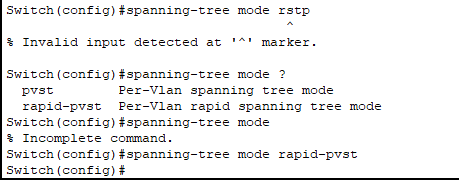 Switch(config)#spanning-tree mode rstp
^
% Invalid input detected at '^' marker.
Switch(config)#spanning-tree mode ?
pvst Per-Vlan spanning tree mode
rapid-pvst Per-Vlan rapid spanning tree mode
Switch(config)#spanning-tree mode
% Incomplete command.
Switch(config)#spanning-tree mode rapid-pvst
Switch(config)#